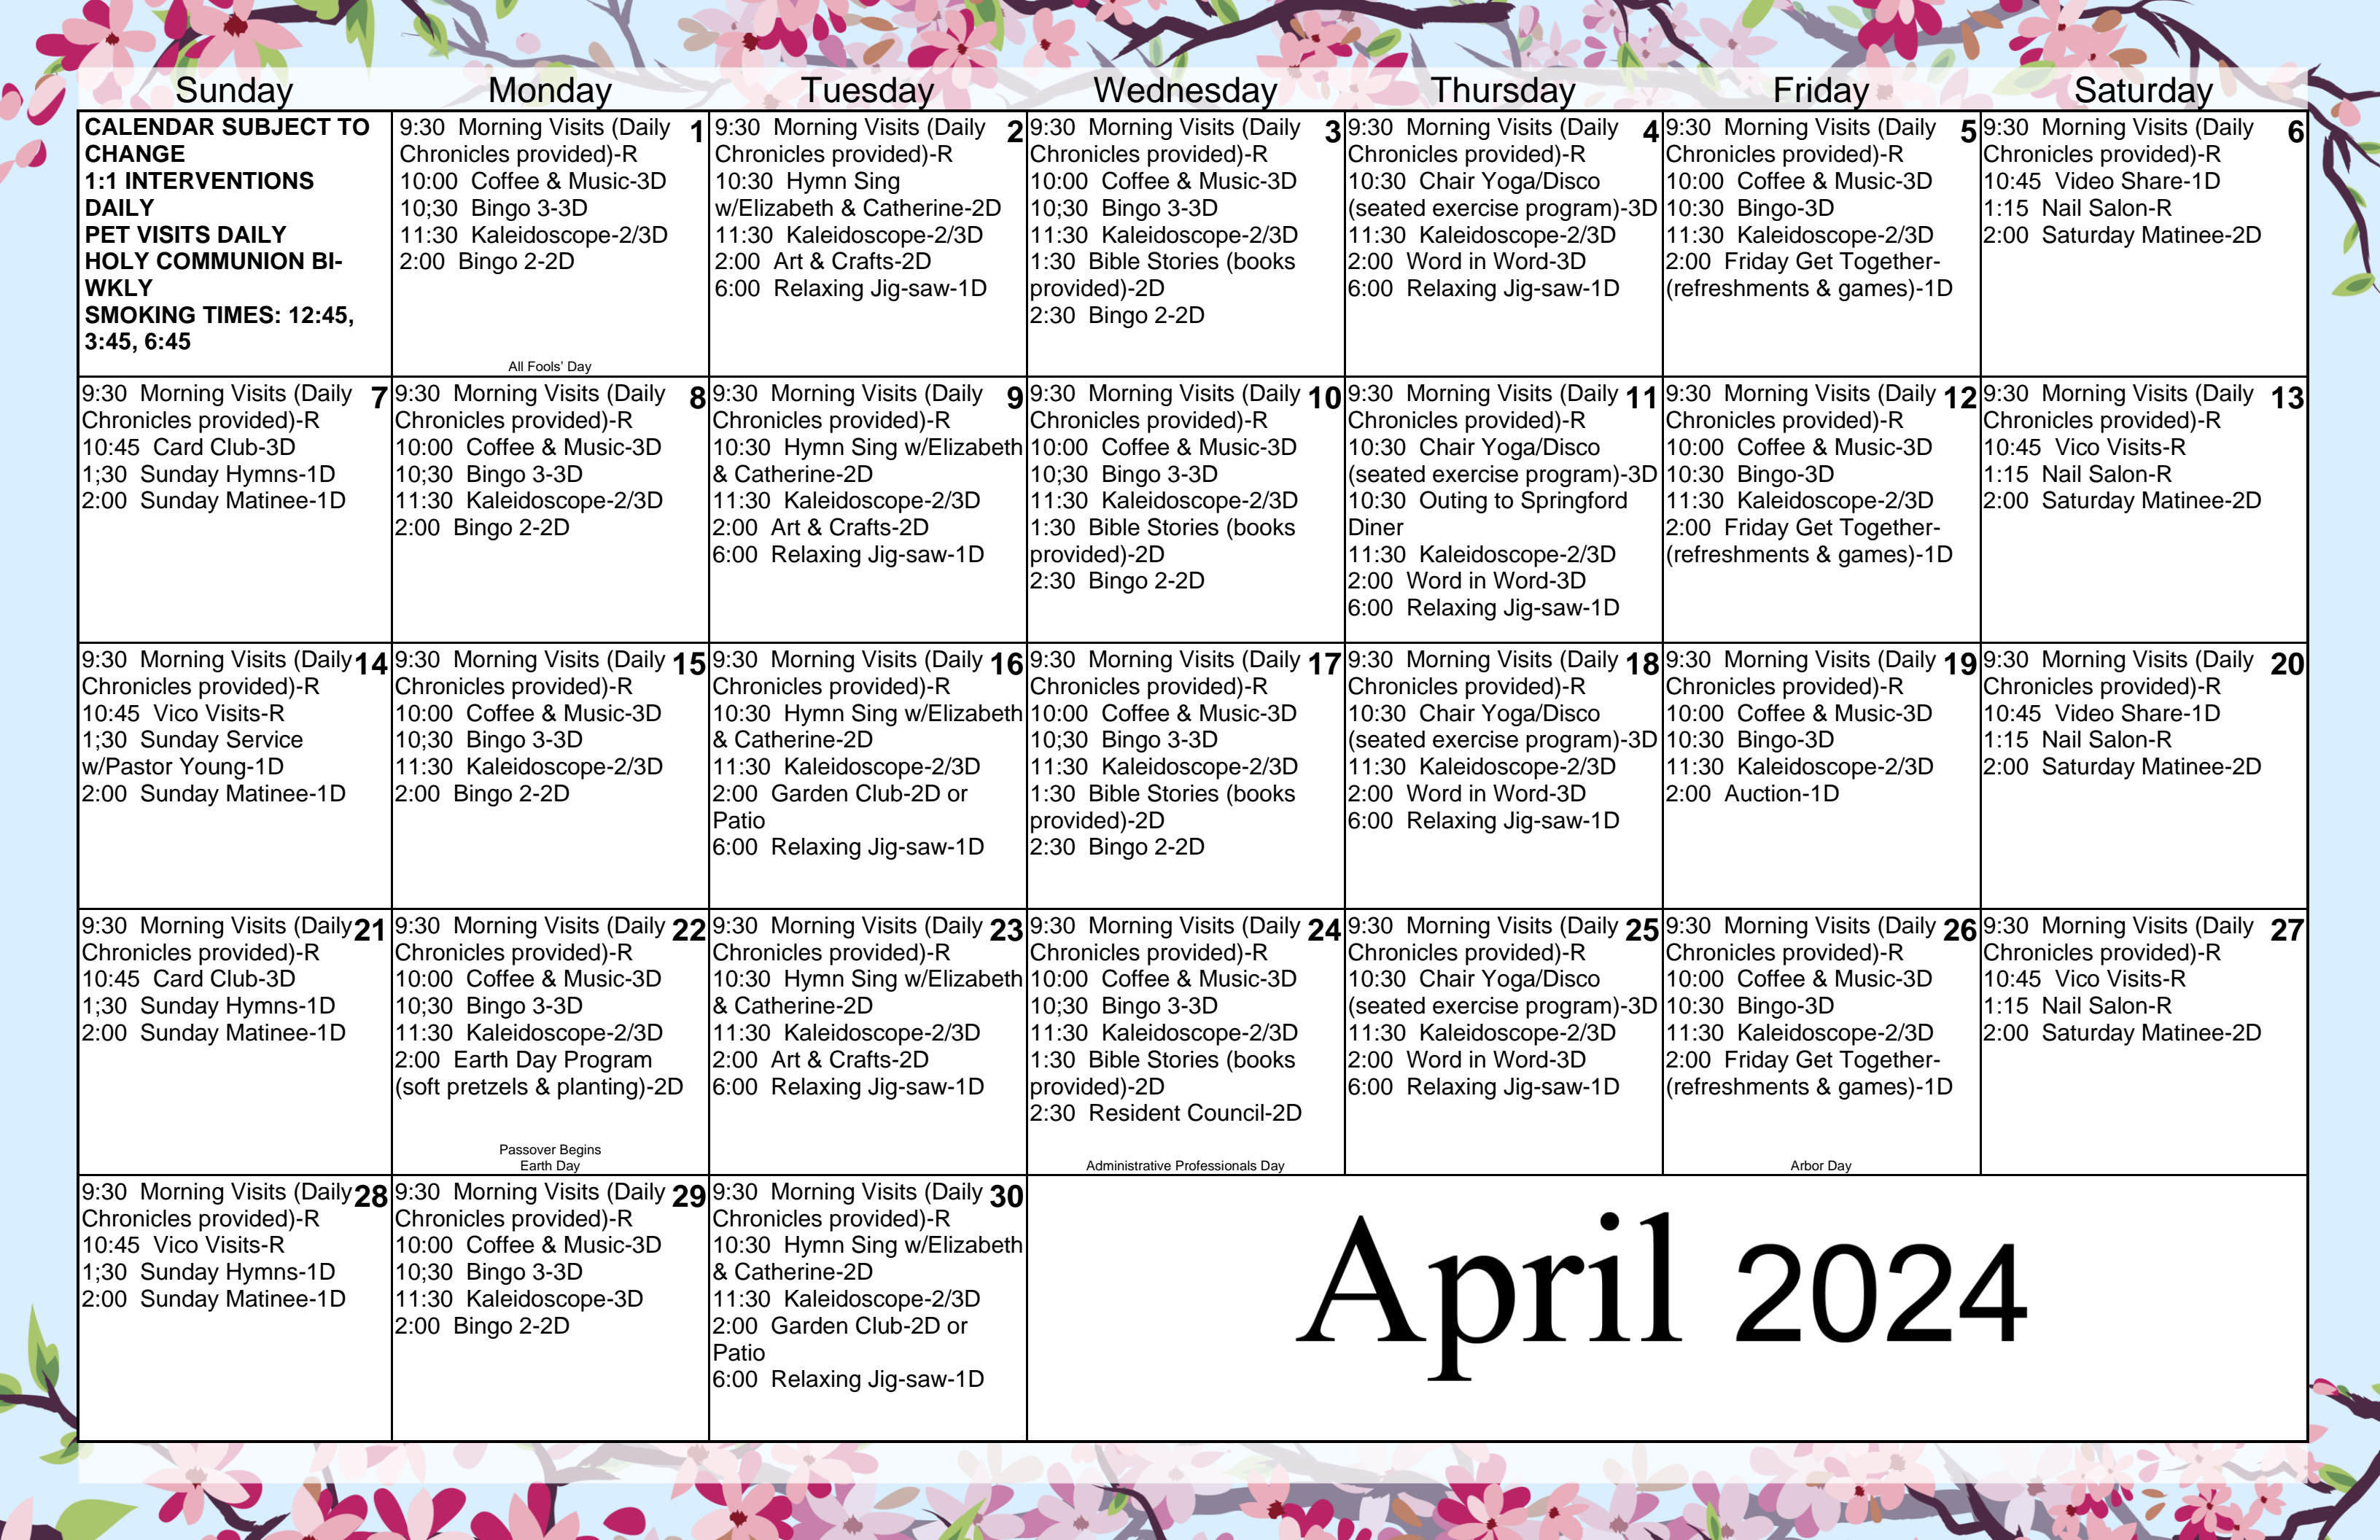 Sunday Monday Tuesday Wednesday Thursday Friday Saturday
CALENDAR SUBJECT TO
CHANGE
1:1 INTERVENTIONS
DAILY
PET VISITS DAILY
HOLY COMMUNION BI-
WKLY
SMOKING TIMES: 12:45,
3:45, 6:45
1
9:30 Morning Visits (Daily
Chronicles provided)-R
10:00 Coffee & Music-3D
10;30 Bingo 3-3D
11:30 Kaleidoscope-2/3D
2:00 Bingo 2-2D
All Fools' Day
2
9:30 Morning Visits (Daily
Chronicles provided)-R
10:30 Hymn Sing
w/Elizabeth & Catherine-2D
11:30 Kaleidoscope-2/3D
2:00 Art & Crafts-2D
6:00 Relaxing Jig-saw-1D
3
9:30 Morning Visits (Daily
Chronicles provided)-R
10:00 Coffee & Music-3D
10;30 Bingo 3-3D
11:30 Kaleidoscope-2/3D
1:30 Bible Stories (books
provided)-2D
2:30 Bingo 2-2D
4
9:30 Morning Visits (Daily
Chronicles provided)-R
10:30 Chair Yoga/Disco
(seated exercise program)-3D
11:30 Kaleidoscope-2/3D
2:00 Word in Word-3D
6:00 Relaxing Jig-saw-1D
5
9:30 Morning Visits (Daily
Chronicles provided)-R
10:00 Coffee & Music-3D
10:30 Bingo-3D
11:30 Kaleidoscope-2/3D
2:00 Friday Get Together-
(refreshments & games)-1D
6
9:30 Morning Visits (Daily
Chronicles provided)-R
10:45 Video Share-1D
1:15 Nail Salon-R
2:00 Saturday Matinee-2D
7
9:30 Morning Visits (Daily
Chronicles provided)-R
10:45 Card Club-3D
1;30 Sunday Hymns-1D
2:00 Sunday Matinee-1D
8
9:30 Morning Visits (Daily
Chronicles provided)-R
10:00 Coffee & Music-3D
10;30 Bingo 3-3D
11:30 Kaleidoscope-2/3D
2:00 Bingo 2-2D
9
9:30 Morning Visits (Daily
Chronicles provided)-R
10:30 Hymn Sing w/Elizabeth
& Catherine-2D
11:30 Kaleidoscope-2/3D
2:00 Art & Crafts-2D
6:00 Relaxing Jig-saw-1D
10
9:30 Morning Visits (Daily
Chronicles provided)-R
10:00 Coffee & Music-3D
10;30 Bingo 3-3D
11:30 Kaleidoscope-2/3D
1:30 Bible Stories (books
provided)-2D
2:30 Bingo 2-2D
11
9:30 Morning Visits (Daily
Chronicles provided)-R
10:30 Chair Yoga/Disco
(seated exercise program)-3D
10:30 Outing to Springford
Diner
11:30 Kaleidoscope-2/3D
2:00 Word in Word-3D
6:00 Relaxing Jig-saw-1D
12
9:30 Morning Visits (Daily
Chronicles provided)-R
10:00 Coffee & Music-3D
10:30 Bingo-3D
11:30 Kaleidoscope-2/3D
2:00 Friday Get Together-
(refreshments & games)-1D
13
9:30 Morning Visits (Daily
Chronicles provided)-R
10:45 Vico Visits-R
1:15 Nail Salon-R
2:00 Saturday Matinee-2D
14
9:30 Morning Visits (Daily
Chronicles provided)-R
10:45 Vico Visits-R
1;30 Sunday Service
w/Pastor Young-1D
2:00 Sunday Matinee-1D
15
9:30 Morning Visits (Daily
Chronicles provided)-R
10:00 Coffee & Music-3D
10;30 Bingo 3-3D
11:30 Kaleidoscope-2/3D
2:00 Bingo 2-2D
16
9:30 Morning Visits (Daily
Chronicles provided)-R
10:30 Hymn Sing w/Elizabeth
& Catherine-2D
11:30 Kaleidoscope-2/3D
2:00 Garden Club-2D or
Patio
6:00 Relaxing Jig-saw-1D
17
9:30 Morning Visits (Daily
Chronicles provided)-R
10:00 Coffee & Music-3D
10;30 Bingo 3-3D
11:30 Kaleidoscope-2/3D
1:30 Bible Stories (books
provided)-2D
2:30 Bingo 2-2D
18
9:30 Morning Visits (Daily
Chronicles provided)-R
10:30 Chair Yoga/Disco
(seated exercise program)-3D
11:30 Kaleidoscope-2/3D
2:00 Word in Word-3D
6:00 Relaxing Jig-saw-1D
19
9:30 Morning Visits (Daily
Chronicles provided)-R
10:00 Coffee & Music-3D
10:30 Bingo-3D
11:30 Kaleidoscope-2/3D
2:00 Auction-1D
20
9:30 Morning Visits (Daily
Chronicles provided)-R
10:45 Video Share-1D
1:15 Nail Salon-R
2:00 Saturday Matinee-2D
21
9:30 Morning Visits (Daily
Chronicles provided)-R
10:45 Card Club-3D
1;30 Sunday Hymns-1D
2:00 Sunday Matinee-1D
22
9:30 Morning Visits (Daily
Chronicles provided)-R
10:00 Coffee & Music-3D
10;30 Bingo 3-3D
11:30 Kaleidoscope-2/3D
2:00 Earth Day Program
(soft pretzels & planting)-2D
Passover Begins
Earth Day
23
9:30 Morning Visits (Daily
Chronicles provided)-R
10:30 Hymn Sing w/Elizabeth
& Catherine-2D
11:30 Kaleidoscope-2/3D
2:00 Art & Crafts-2D
6:00 Relaxing Jig-saw-1D
24
9:30 Morning Visits (Daily
Chronicles provided)-R
10:00 Coffee & Music-3D
10;30 Bingo 3-3D
11:30 Kaleidoscope-2/3D
1:30 Bible Stories (books
provided)-2D
2:30 Resident Council-2D
Administrative Professionals Day
25
9:30 Morning Visits (Daily
Chronicles provided)-R
10:30 Chair Yoga/Disco
(seated exercise program)-3D
11:30 Kaleidoscope-2/3D
2:00 Word in Word-3D
6:00 Relaxing Jig-saw-1D
26
9:30 Morning Visits (Daily
Chronicles provided)-R
10:00 Coffee & Music-3D
10:30 Bingo-3D
11:30 Kaleidoscope-2/3D
2:00 Friday Get Together-
(refreshments & games)-1D
Arbor Day
27
9:30 Morning Visits (Daily
Chronicles provided)-R
10:45 Vico Visits-R
1:15 Nail Salon-R
2:00 Saturday Matinee-2D
28
9:30 Morning Visits (Daily
Chronicles provided)-R
10:45 Vico Visits-R
1;30 Sunday Hymns-1D
2:00 Sunday Matinee-1D
29
9:30 Morning Visits (Daily
Chronicles provided)-R
10:00 Coffee & Music-3D
10;30 Bingo 3-3D
11:30 Kaleidoscope-3D
2:00 Bingo 2-2D
30
9:30 Morning Visits (Daily
Chronicles provided)-R
10:30 Hymn Sing w/Elizabeth
& Catherine-2D
11:30 Kaleidoscope-2/3D
2:00 Garden Club-2D or
Patio
6:00 Relaxing Jig-saw-1D
April 2024